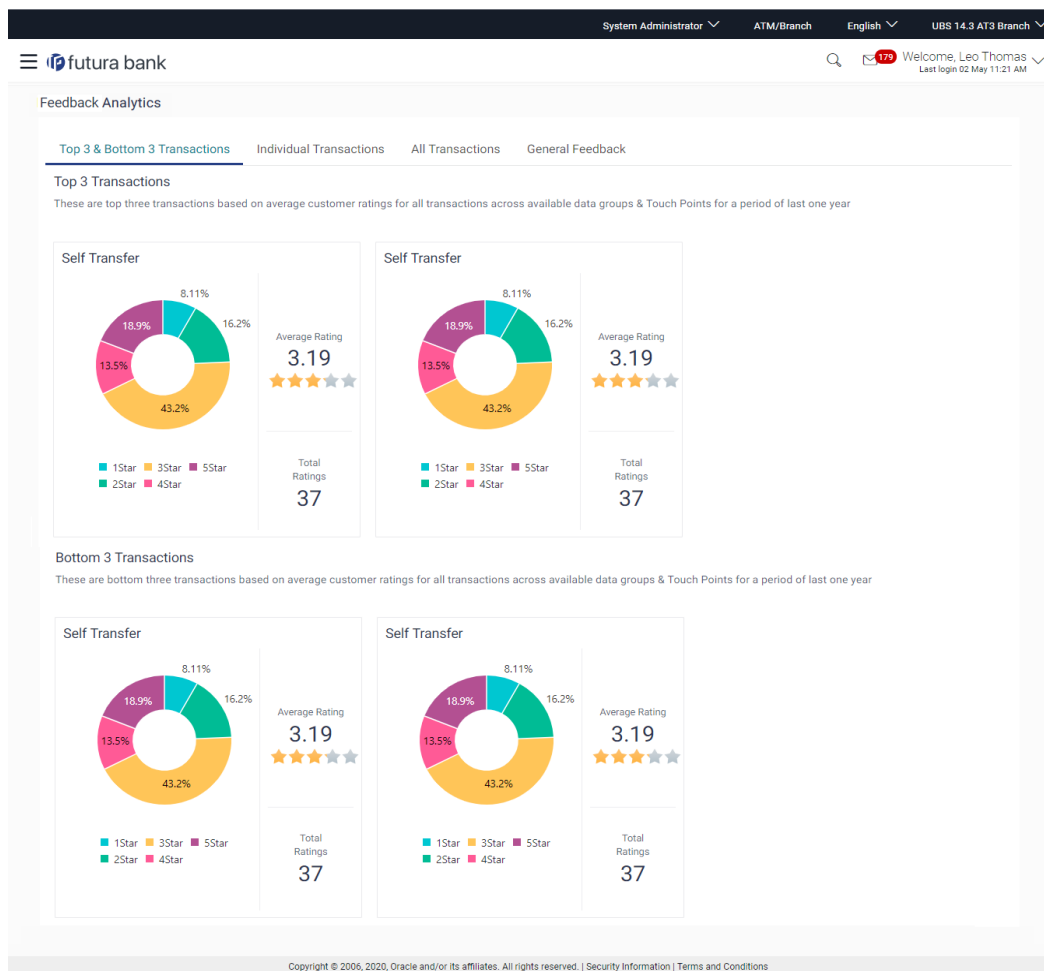 System Administrator ATM/Branch English UBS 14.3 AT3 Branch
futura bank 179 Welcome, Leo Thomas
Last login 02 May 11:21 AM
Feedback Analytics
Top 3 & Bottom 3 Transactions Individual Transactions All Transactions General Feedback
Top 3 Transactions
These are top three transactions based on average customer ratings for all transactions across available data groups & Touch Points for a period of last one year
Self Transfer
8.11%
16.2%
18.9%
13.5%
43.2%
1Star 3Star 5Star
2Star 4Star
Average Rating
3.19
Total
Ratings
37
Self Transfer
8.11%
16.2%
18.9%
13.5%
43.2%
1Star 3Star 5Star
2Star 4Star
Average Rating
3.19
Total
Ratings
37
Bottom 3 Transactions
These are bottom three transactions based on average customer ratings for all transactions across available data groups & Touch Points for a period of last one year
Self Transfer
8.11%
16.2%
18.9%
13.5%
43.2%
1Star 3Star 5Star
2Star 4Star
Average Rating
3.19
Total
Ratings
37
Self Transfer
8.11%
16.2%
18.9%
13.5%
43.2%
1Star 3Star 5Star
2Star 4Star
Average Rating
3.19
Total
Ratings
37
Copyright © 2006, 2020, Oracle and/or its affiliates. All rights reserved. | Security Information | Terms and Conditions